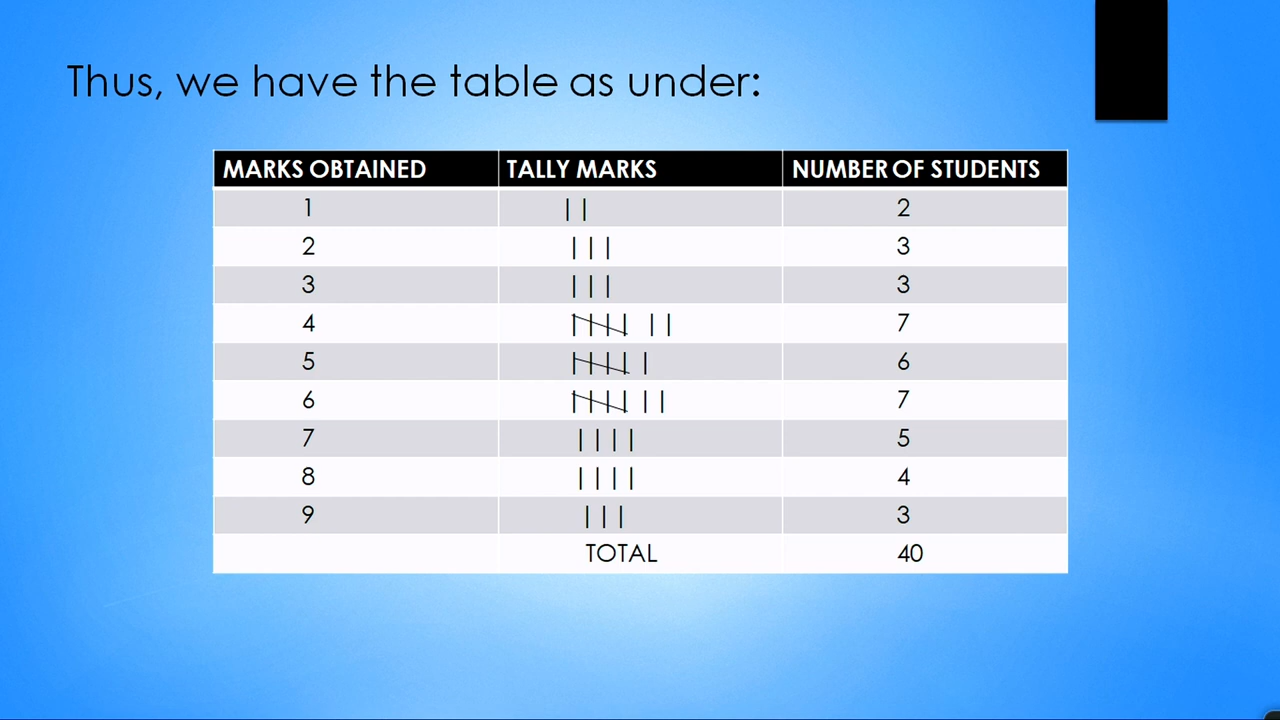 Thus, we have the table as under:
MARKS OBTAINED TALLY MARKS NUMBER OF STUDENTS
1 || 2
2 ||| 3
3 ||| 3
4 |||| || 7
5 |||| | 6
6 |||| || 7
7 |||| 5
8 |||| 4
9 ||| 3
TOTAL 40